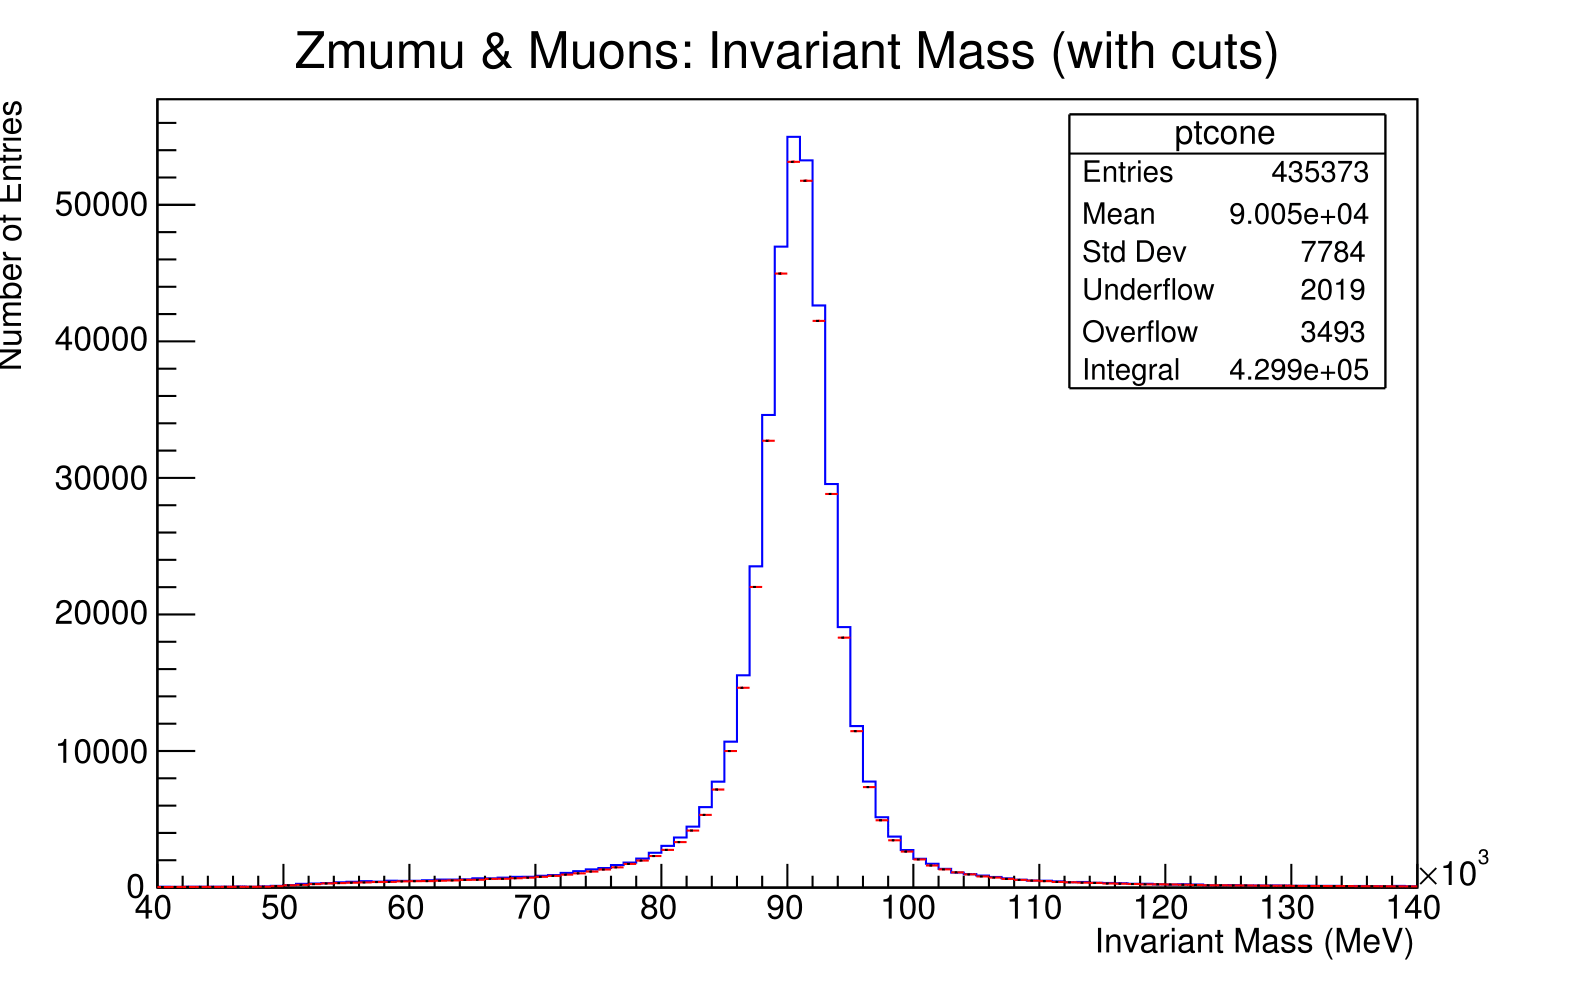 Zmumu & Muons: Invariant Mass (with cuts)
Number of Entries
ptcone
Entries 435373
Mean 9.005e+04
Std Dev 7784
Underflow 2019
Overflow 3493
Integral 4.299e+05
50000
40000
30000
20000
10000
0
40 50 60 70 80 90 100 110 120 130 140
×10³
Invariant Mass (MeV)